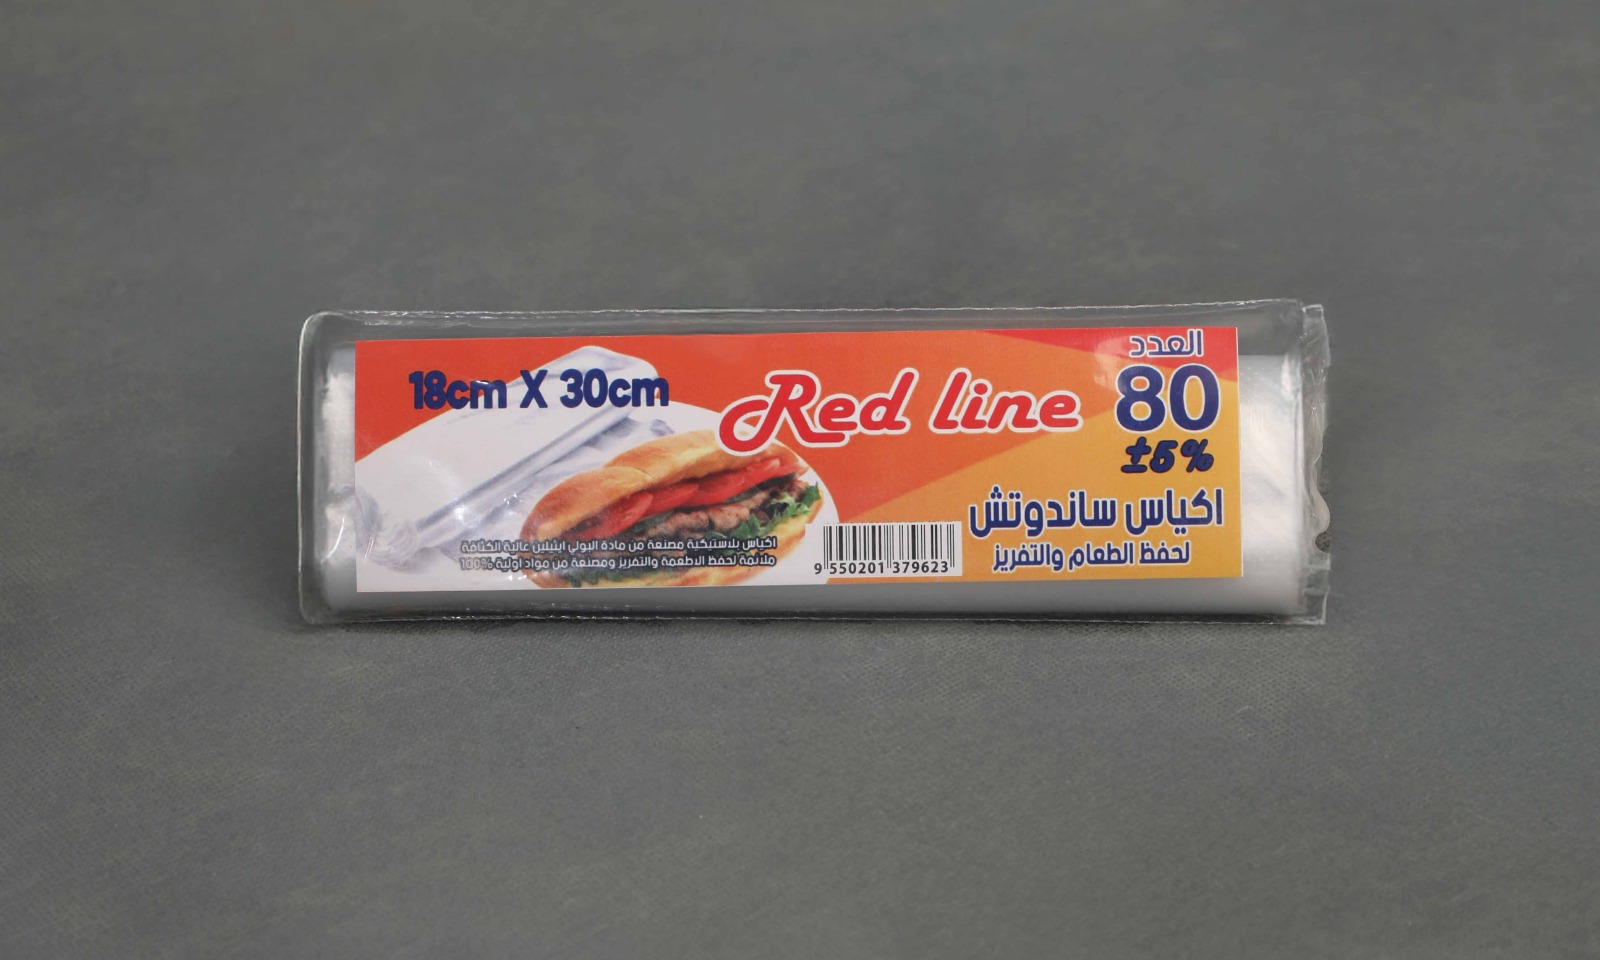 18cm X 30cm
Red line
العدد
80
±5%
اكياس ساندوتش
لحفظ الطعام والتفريز
اكياس بلاستيكية مصنعة من مادة البولي ايثيلين عالية الكثافة
ملائمة لحفظ الاطعمة والتفريز ومصنعة من مواد اولية 100%
9 550201 379623